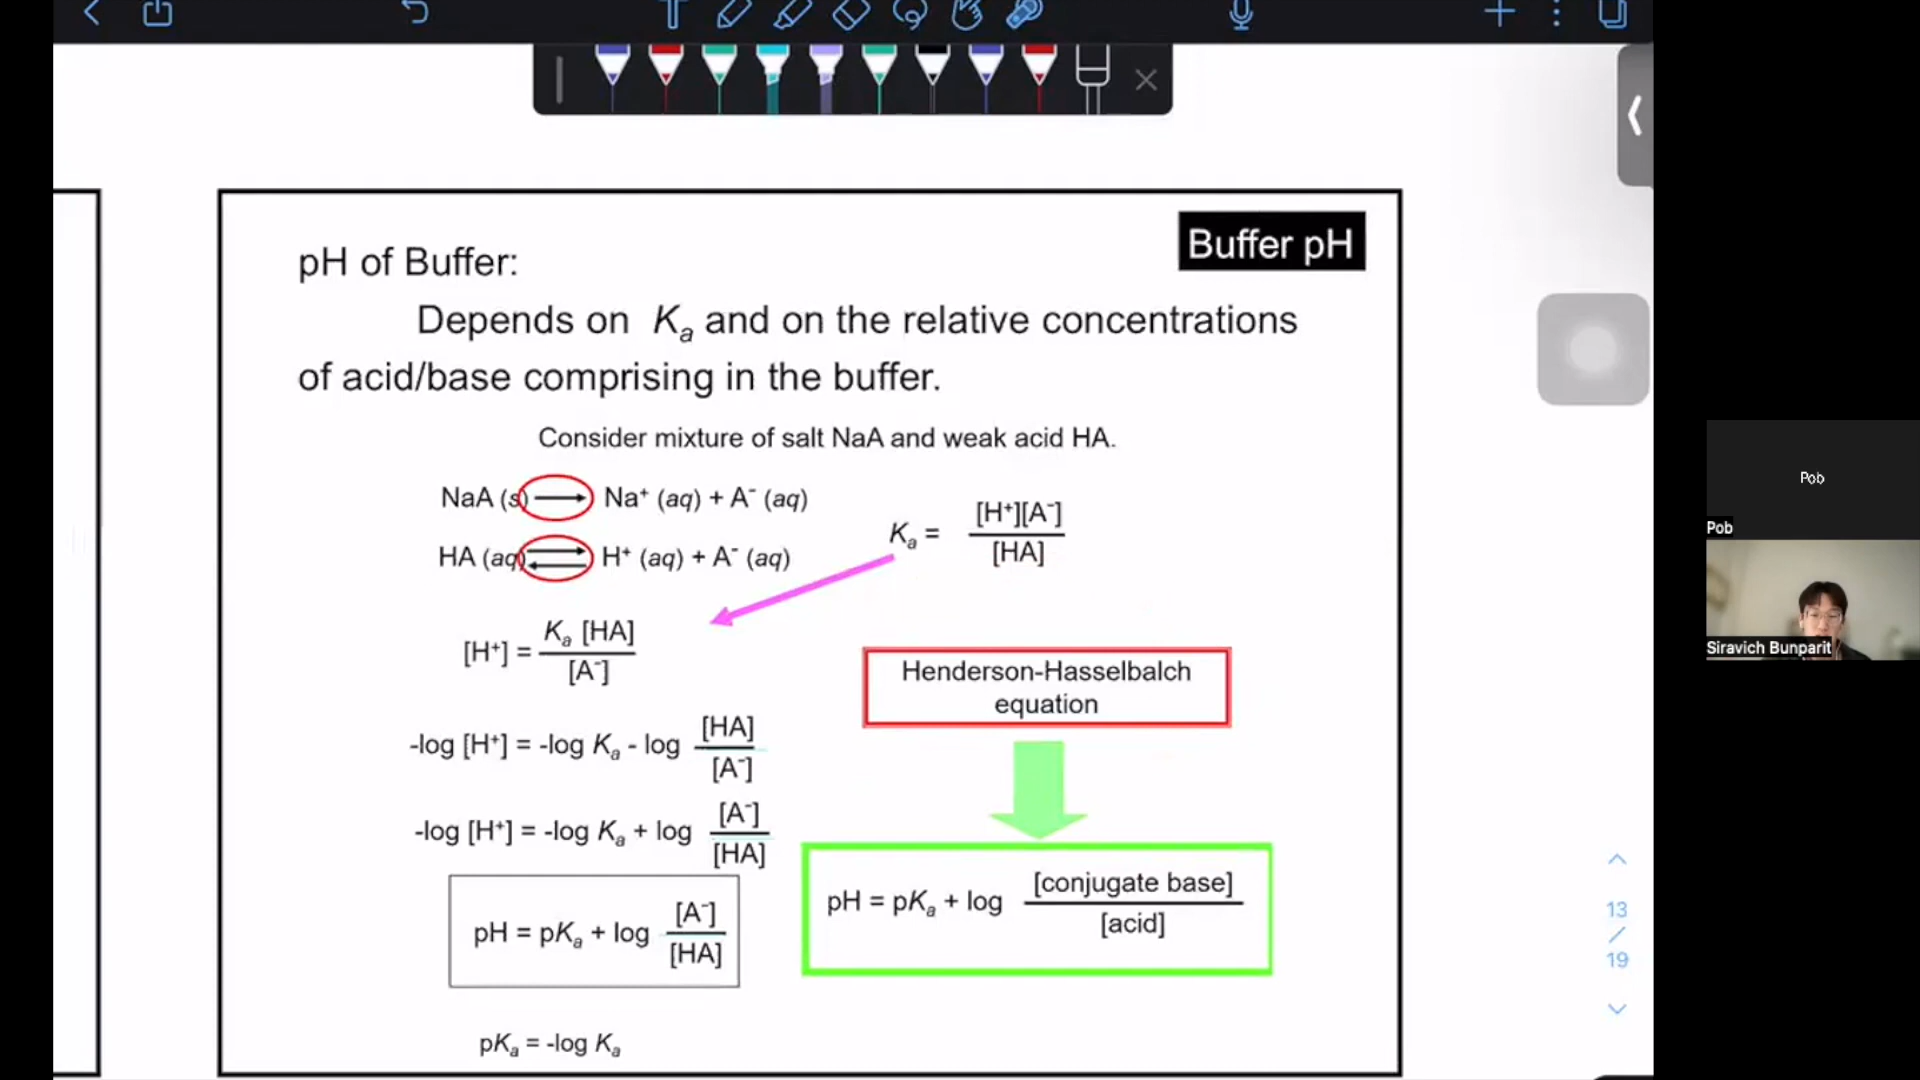 Buffer pH
pH of Buffer:
Depends on Kₐ and on the relative concentrations
of acid/base comprising in the buffer.
Consider mixture of salt NaA and weak acid HA.
NaA (s) ⟶ Na⁺ (aq) + A⁻ (aq)
HA (aq) ⇌ H⁺ (aq) + A⁻ (aq)
Kₐ = [H⁺][A⁻] / [HA]
[H⁺] = Kₐ [HA] / [A⁻]
-log [H⁺] = -log Kₐ - log [HA] / [A⁻]
-log [H⁺] = -log Kₐ + log [A⁻] / [HA]
pH = pKₐ + log [A⁻] / [HA]
pKₐ = -log Kₐ
Henderson-Hasselbalch
equation
pH = pKₐ + log [conjugate base] / [acid]
13
/
19
Pob
Pob
Siravich Bunparit